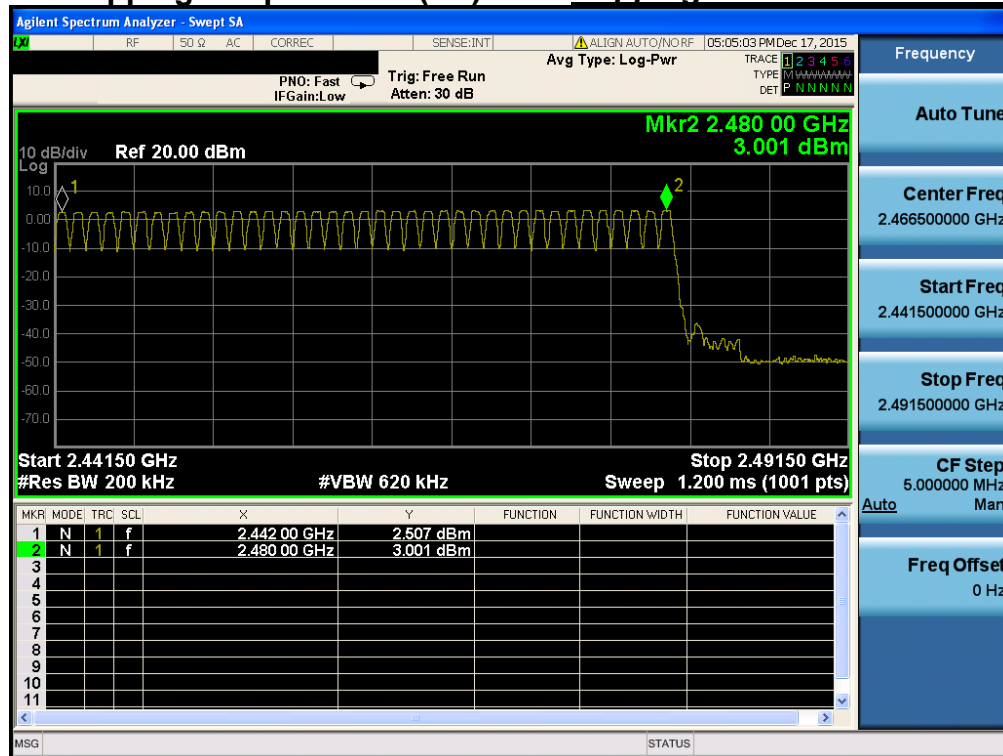 Agilent Spectrum Analyzer - Swept SA
LXI RF 50 Ω AC CORREC SENSE:INT ALIGN AUTO/NO RF 05:05:03 PM Dec 17, 2015
Frequency
PNO: Fast
IFGain:Low
Trig: Free Run
Atten: 30 dB
Avg Type: Log-Pwr
TRACE 1 2 3 4 5 6
TYPE M
DET P N N N N N
Auto Tune
Mkr2 2.480 00 GHz
3.001 dBm
10 dB/div Ref 20.00 dBm
Log
10.0
0.00
-10.0
-20.0
-30.0
-40.0
-50.0
-60.0
-70.0
1
2
Center Freq
2.466500000 GHz
Start Freq
2.441500000 GHz
Stop Freq
2.491500000 GHz
Start 2.44150 GHz Stop 2.49150 GHz
#Res BW 200 kHz #VBW 620 kHz Sweep 1.200 ms (1001 pts)
CF Step
5.000000 MHz
Auto Man
MKR MODE TRC SCL X Y FUNCTION FUNCTION WIDTH FUNCTION VALUE
1 N 1 f 2.442 00 GHz 2.507 dBm
2 N 1 f 2.480 00 GHz 3.001 dBm
3
4
5
6
7
8
9
10
11
Freq Offset
0 Hz
MSG STATUS